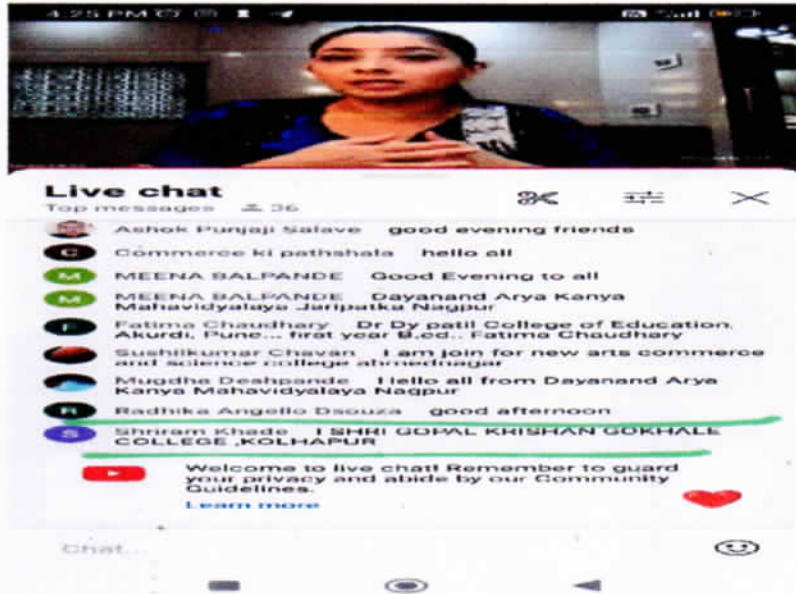 4:25 PM
Live chat
Top messages 36
Ashok Punjaji Salave good evening friends
C Commerce ki pathshala hello all
M MEENA BALPANDE Good Evening to all
M MEENA BALPANDE Dayanand Arya Kanya
Mahavidyalaya Jaripatka Nagpur
F Fatima Chaudhary Dr Dy patil College of Education,
Akurdi, Pune... first year B.ed.. Fatima Chaudhary
Sushilkumar Chavan I am join for new arts commerce
and science college ahmednagar
Mugdha Deshpande Hello all from Dayanand Arya
Kanya Mahavidyalaya Nagpur
R Radhika Angello Dsouza good afternoon
S Shriram Khade I SHRI GOPAL KRISHAN GOKHALE
COLLEGE ,KOLHAPUR
Welcome to live chat! Remember to guard
your privacy and abide by our Community
Guidelines.
Learn more
Chat...